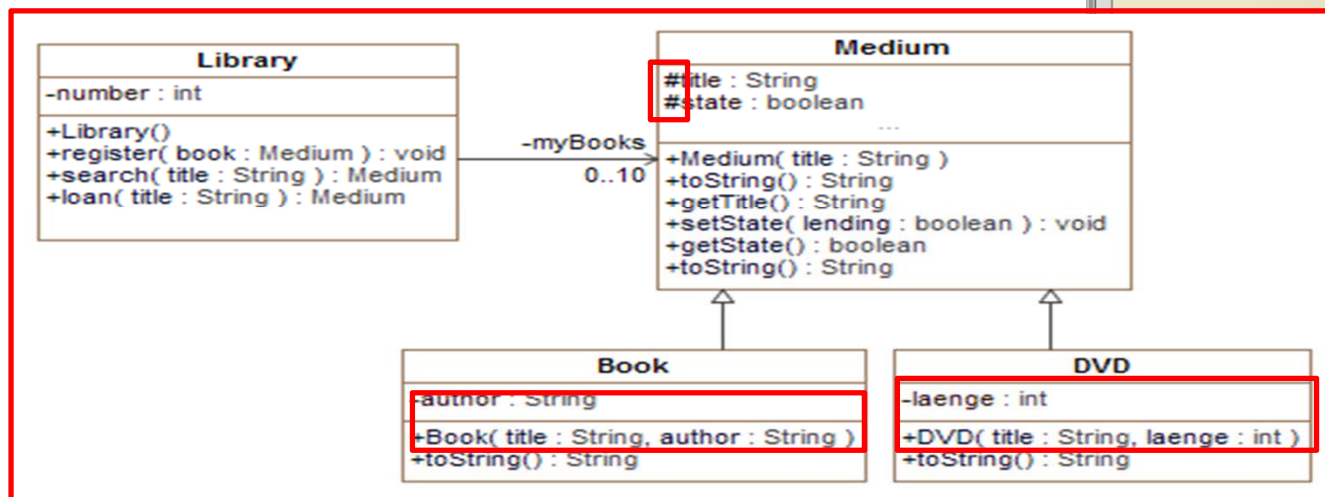 Library
-number : int
+Library()
+register( book : Medium ) : void
+search( title : String ) : Medium
+loan( title : String ) : Medium
-myBooks
0..10
Medium
#title : String
#state : boolean
...
+Medium( title : String )
+toString() : String
+getTitle() : String
+setState( lending : boolean ) : void
+getState() : boolean
+toString() : String
Book
-author : String
+Book( title : String, author : String )
+toString() : String
DVD
-laenge : int
+DVD( title : String, laenge : int )
+toString() : String